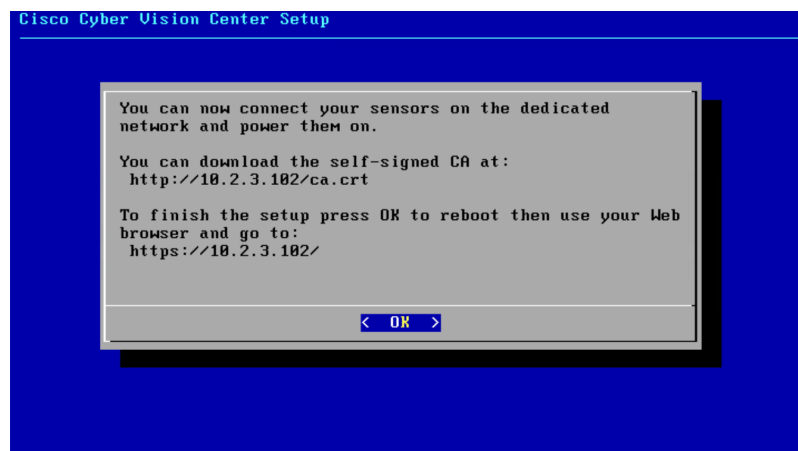 Cisco Cyber Vision Center Setup
You can now connect your sensors on the dedicated
network and power them on.
You can download the self-signed CA at:
http://10.2.3.102/ca.crt
To finish the setup press OK to reboot then use your Web
browser and go to:
https://10.2.3.102/
< OK >